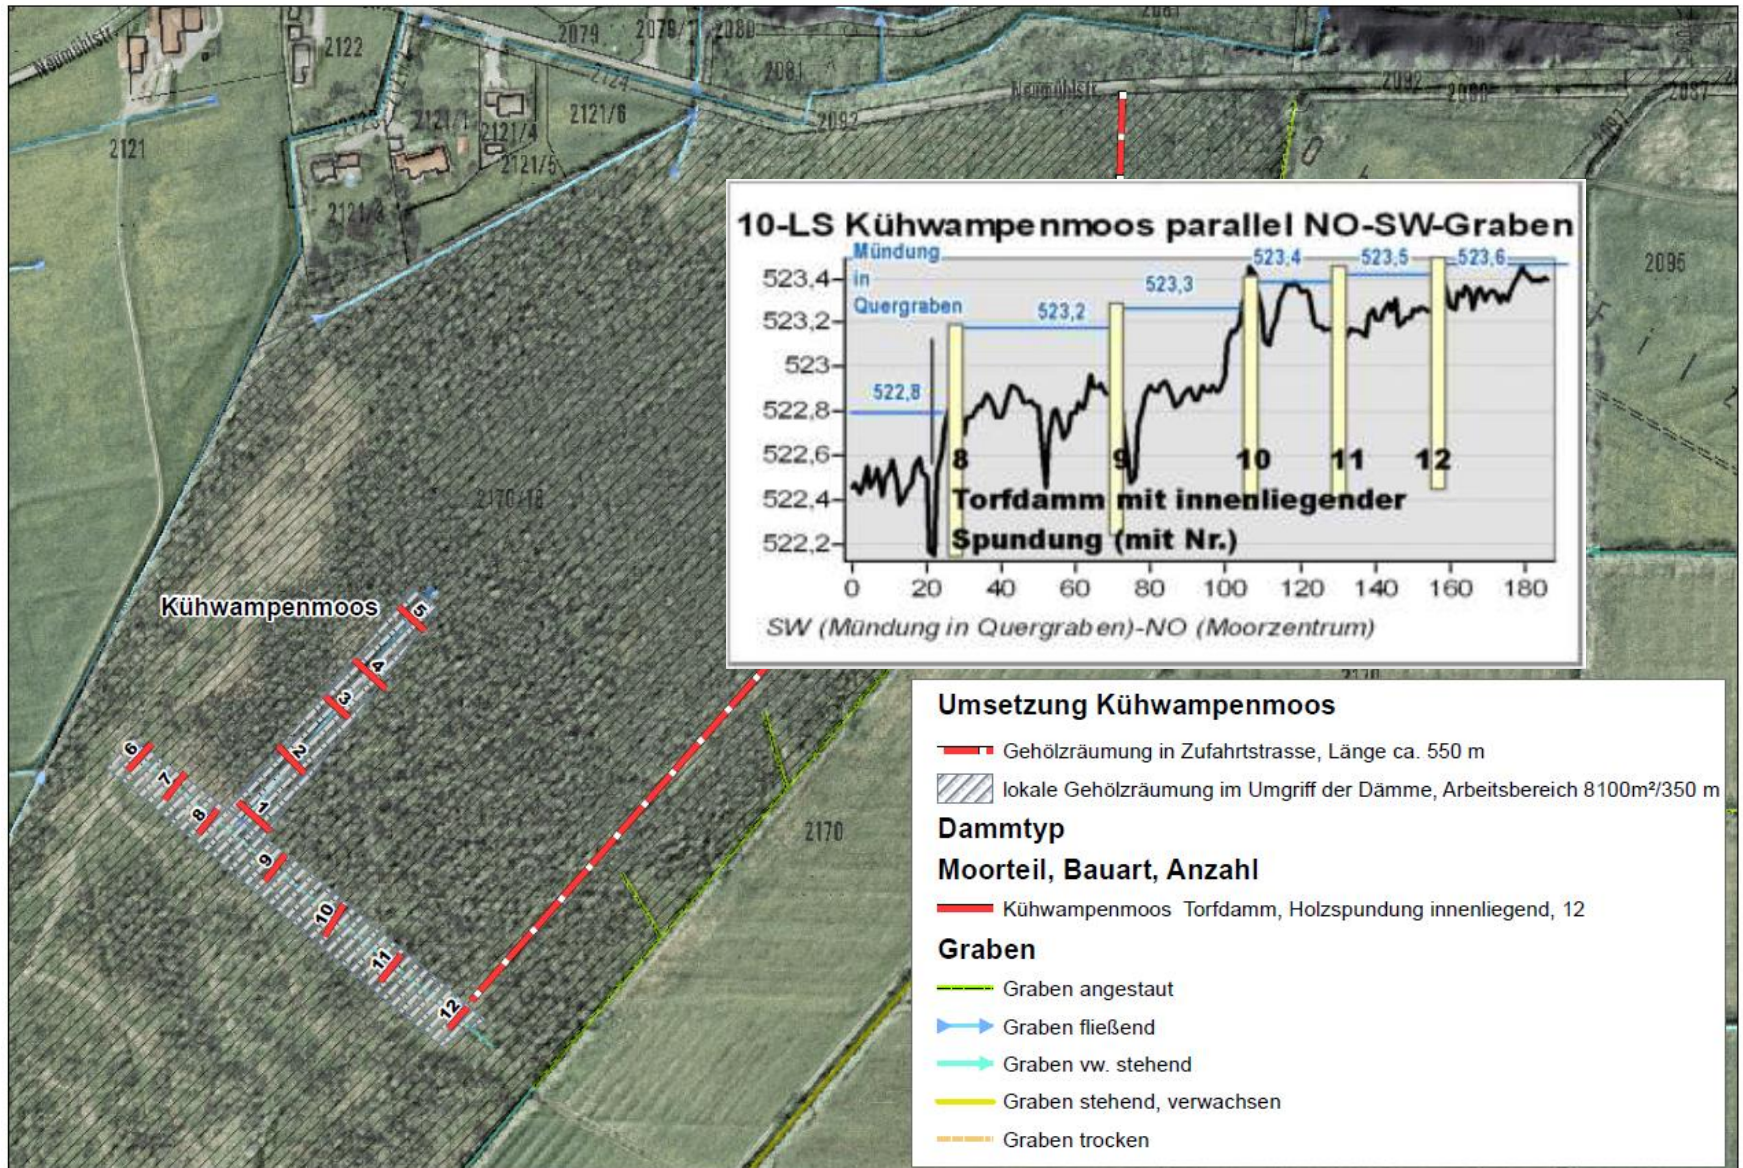 Neumühlstr.
2122
2079
2079/1
2080
2081
2081
2124
2092
Neumühlstr.
2092
2121
2121/1
2121/4
2121/6
2121/5
2121/3
2095
10-LS Kühwampenmoos parallel NO-SW-Graben
Mündung
in
Quergraben
523,4
523,2
523
522,8
522,6
522,4
522,2
522,8
523,2
523,3
523,4
523,5
523,6
8
9
10
11
12
Torfdamm mit innenliegender
Spundung (mit Nr.)
0 20 40 60 80 100 120 140 160 180
SW (Mündung in Quergraben)-NO (Moorzentrum)
2170/18
Kühwampenmoos
5
4
3
2
1
6
7
8
9
10
11
12
2170
2170
Umsetzung Kühwampenmoos
Gehölzräumung in Zufahrtstrasse, Länge ca. 550 m
lokale Gehölzräumung im Umgriff der Dämme, Arbeitsbereich 8100m²/350 m
Dammtyp
Moorteil, Bauart, Anzahl
Kühwampenmoos Torfdamm, Holzspundung innenliegend, 12
Graben
Graben angestaut
Graben fließend
Graben vw. stehend
Graben stehend, verwachsen
Graben trocken